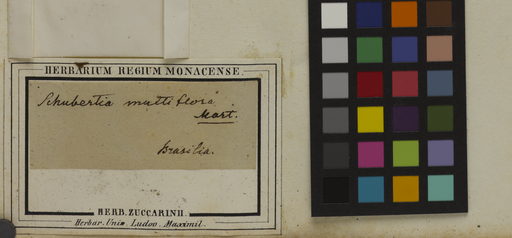 HERBARIUM REGIUM MONACENSE.
Schubertia multiflora
Mart.
Brasilia.
HERB. ZUCCARINII.
Herbar. Univ. Ludov. Maximil.